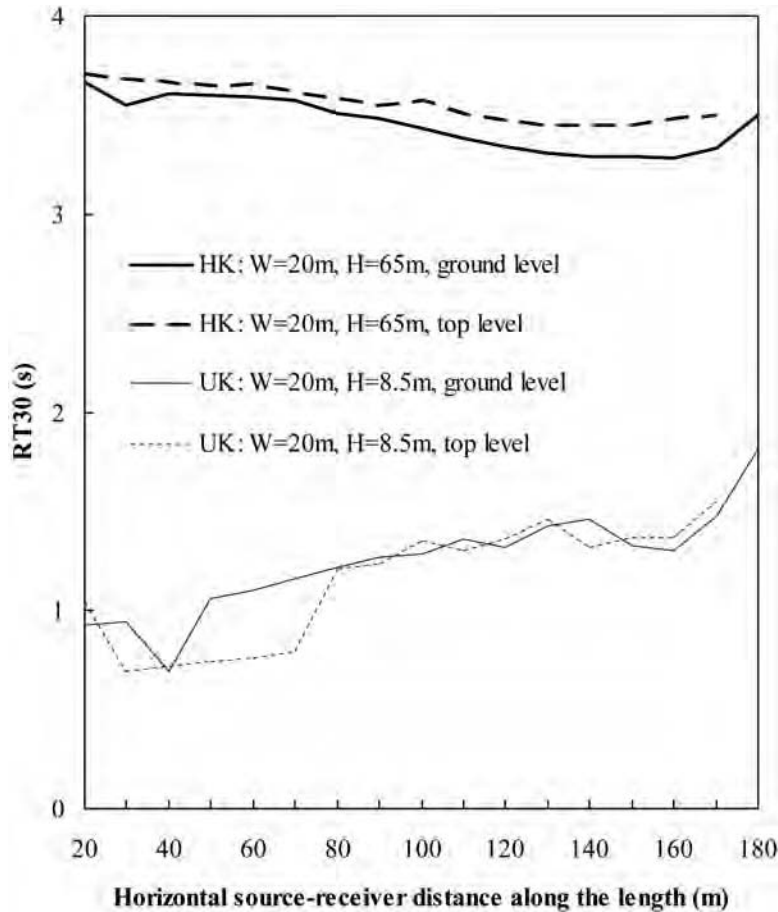 4
3
HK: W=20m, H=65m, ground level
HK: W=20m, H=65m, top level
UK: W=20m, H=8.5m, ground level
UK: W=20m, H=8.5m, top level
RT30 (s)
2
1
0
20 40 60 80 100 120 140 160 180
Horizontal source-receiver distance along the length (m)